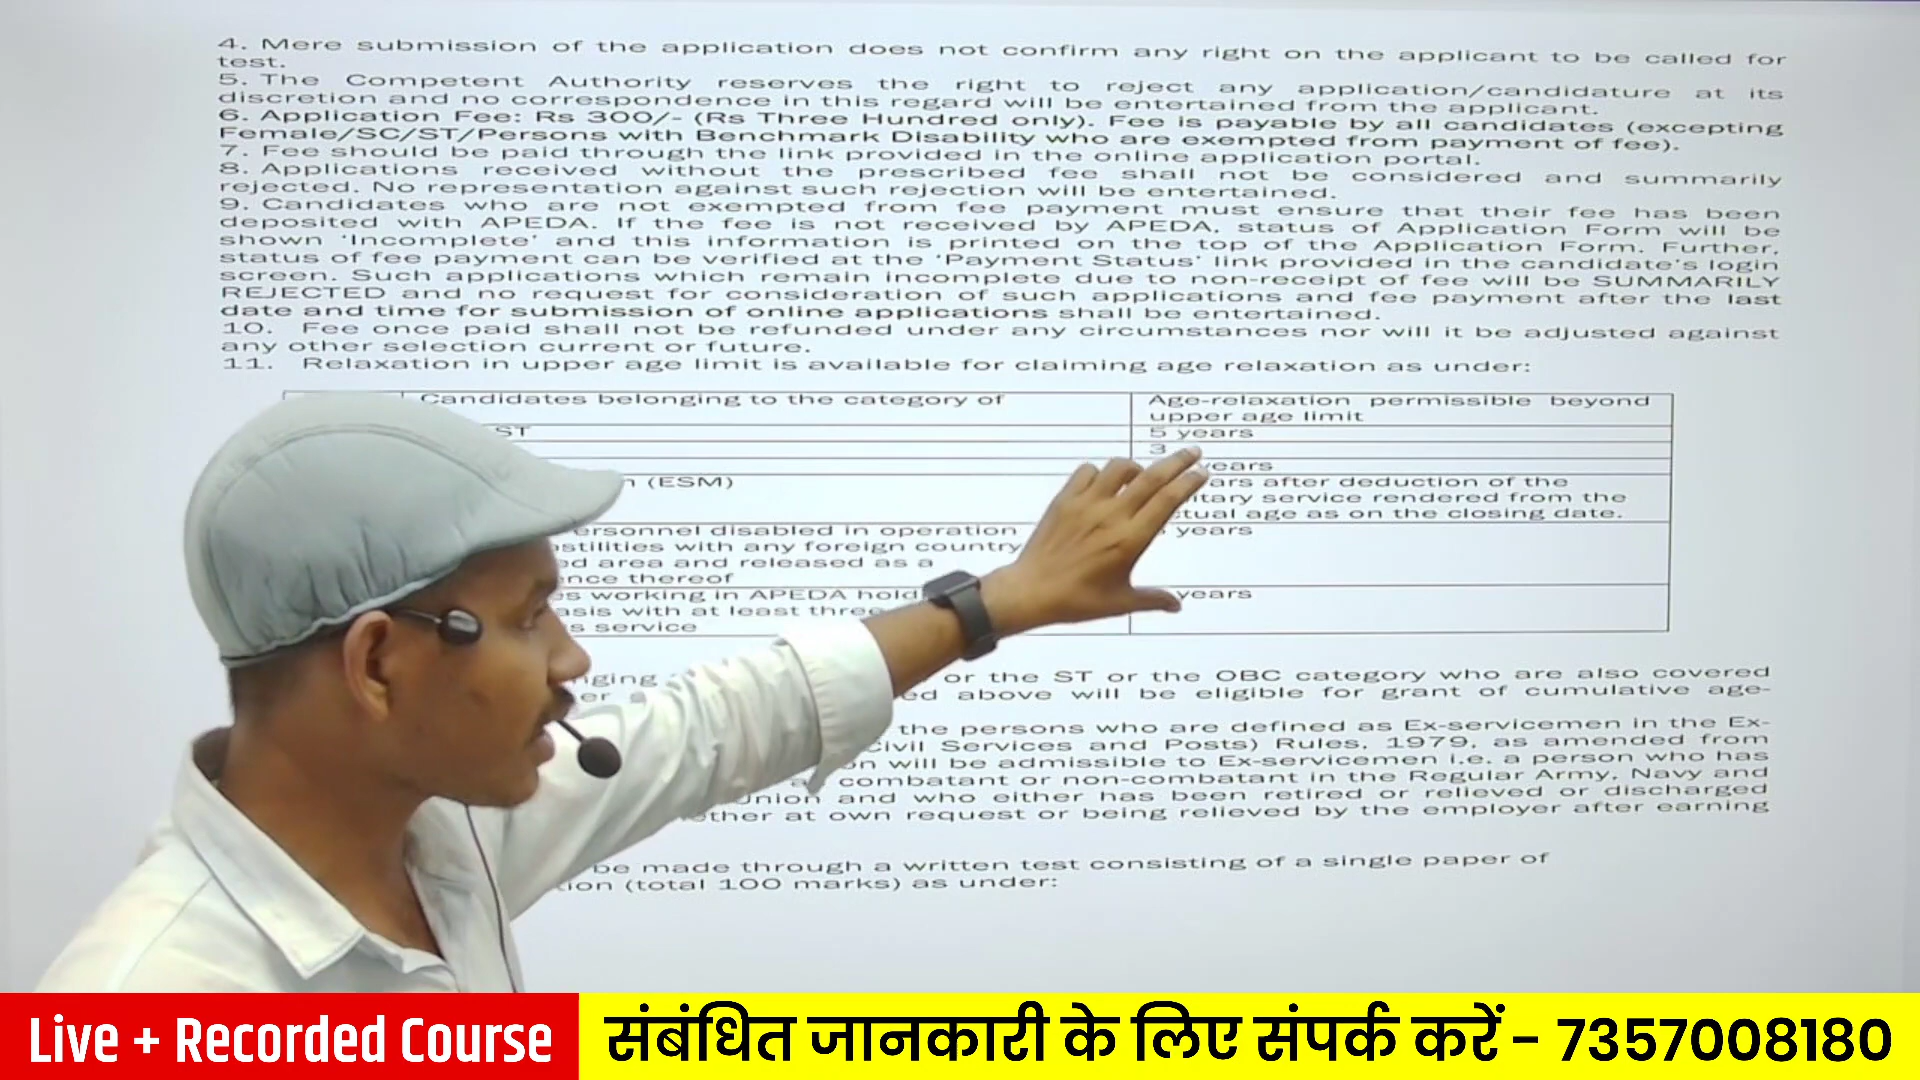 4. Mere submission of the application does not confirm any right on the applicant to be called for
test.
5. The Competent Authority reserves the right to reject any application/candidature at its
discretion and no correspondence in this regard will be entertained from the applicant.
6. Application Fee: Rs 300/- (Rs Three Hundred only). Fee is payable by all candidates (excepting
Female/SC/ST/Persons with Benchmark Disability who are exempted from payment of fee).
7. Fee should be paid through the link provided in the online application portal.
8. Applications received without the prescribed fee shall not be considered and summarily
rejected. No representation against such rejection will be entertained.
9. Candidates who are not exempted from fee payment must ensure that their fee has been
deposited with APEDA. If the fee is not received by APEDA, status of Application Form will be
shown 'Incomplete' and this information is printed on the top of the Application Form. Further,
status of fee payment can be verified at the 'Payment Status' link provided in the candidate's login
screen. Such applications which remain incomplete due to non-receipt of fee will be SUMMARILY
REJECTED and no request for consideration of such applications and fee payment after the last
date and time for submission of online applications shall be entertained.
10. Fee once paid shall not be refunded under any circumstances nor will it be adjusted against
any other selection current or future.
11. Relaxation in upper age limit is available for claiming age relaxation as under:
Candidates belonging to the category of
Age-relaxation permissible beyond
upper age limit
ST
5 years
3
years
(ESM)
after deduction of the
service rendered from the
age as on the closing date.
disabled in operation
years
with any foreign country
area and released as a
thereof
working in APEDA
years
with at least three
service
or the ST or the OBC category who are also covered
above will be eligible for grant of cumulative age-
the persons who are defined as Ex-servicemen in the Ex-
Civil Services and Posts) Rules, 1979, as amended from
will be admissible to Ex-servicemen i.e. a person who has
combatant or non-combatant in the Regular Army, Navy and
Union and who either has been retired or relieved or discharged
at own request or being relieved by the employer after earning
be made through a written test consisting of a single paper of
(total 100 marks) as under:
Live + Recorded Course
संबंधित जानकारी के लिए संपर्क करें - 7357008180